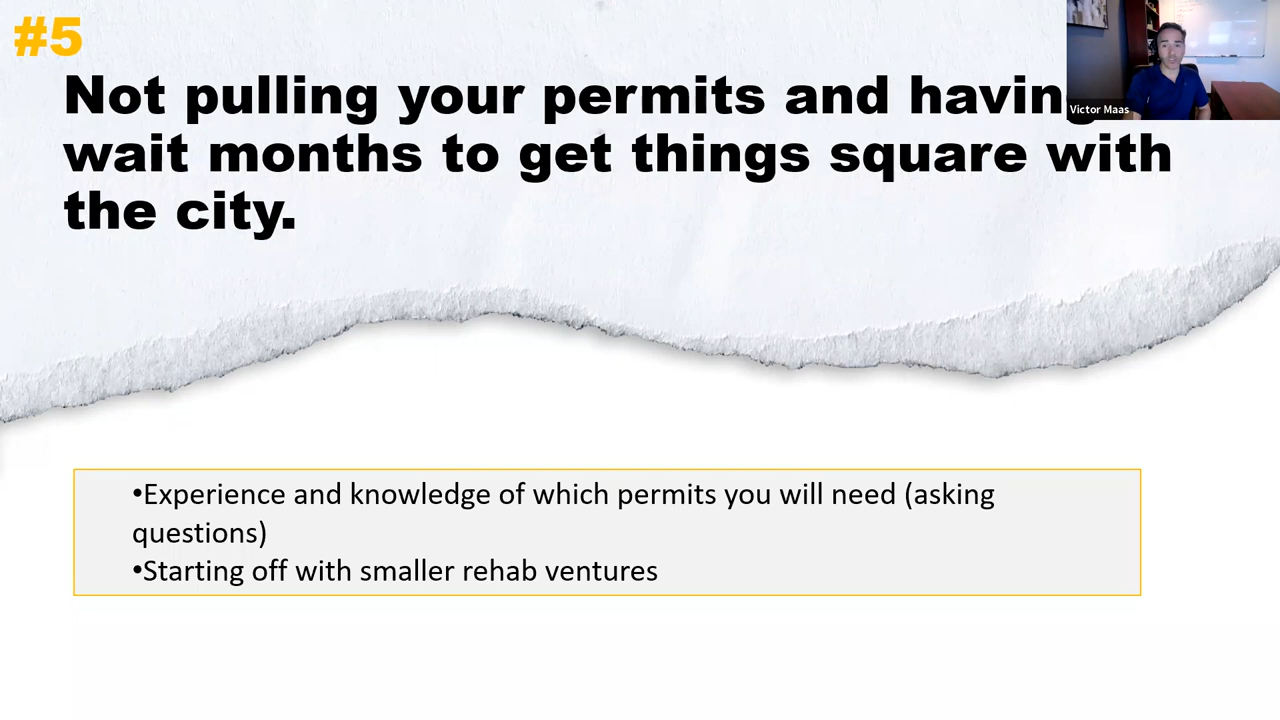 #5
Victor Maas
Not pulling your permits and having
wait months to get things square with
the city.
•Experience and knowledge of which permits you will need (asking
questions)
•Starting off with smaller rehab ventures